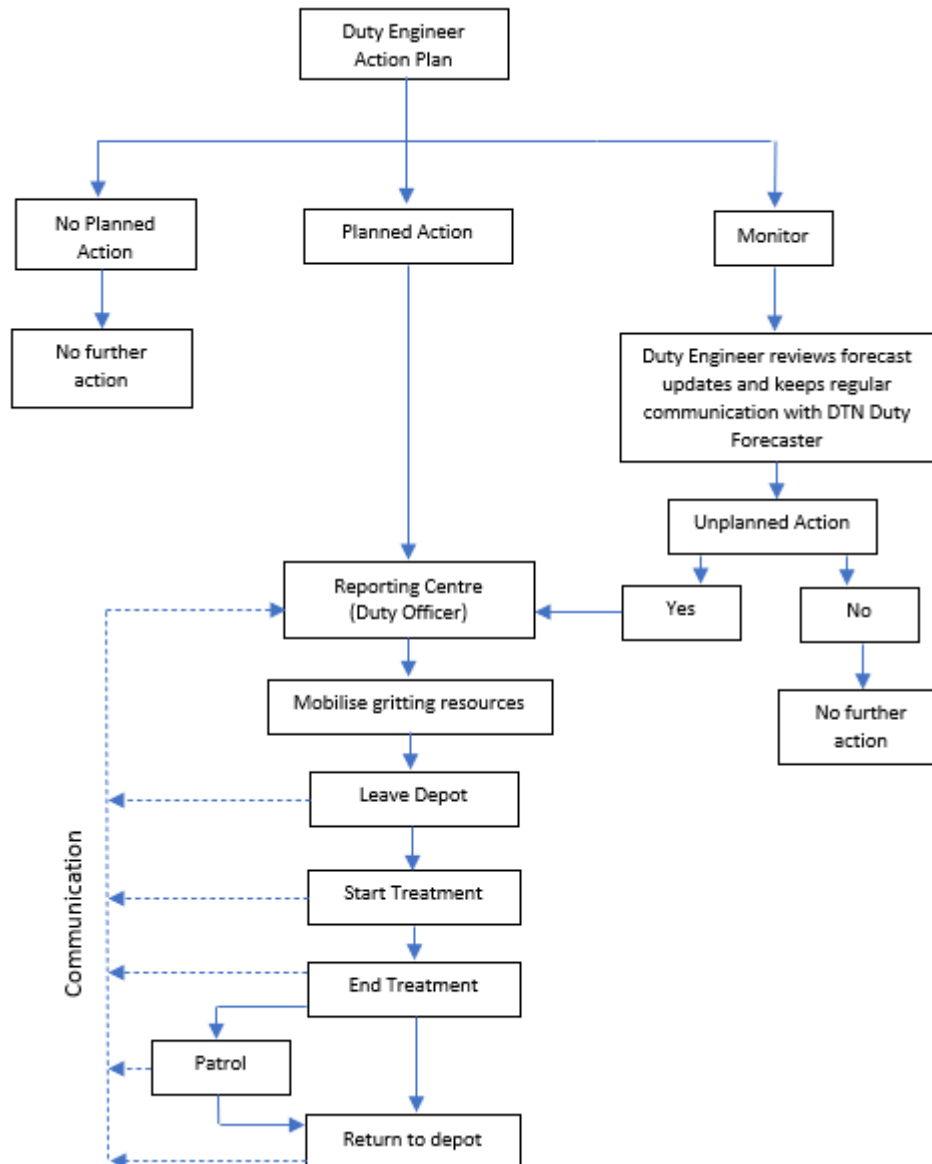 Duty Engineer
Action Plan
No Planned
Action
Planned Action
Monitor
No further
action
Duty Engineer reviews forecast
updates and keeps regular
communication with DTN Duty
Forecaster
Unplanned Action
Reporting Centre
(Duty Officer)
Yes
No
Mobilise gritting resources
No further
action
Leave Depot
Start Treatment
Communication
End Treatment
Patrol
Return to depot